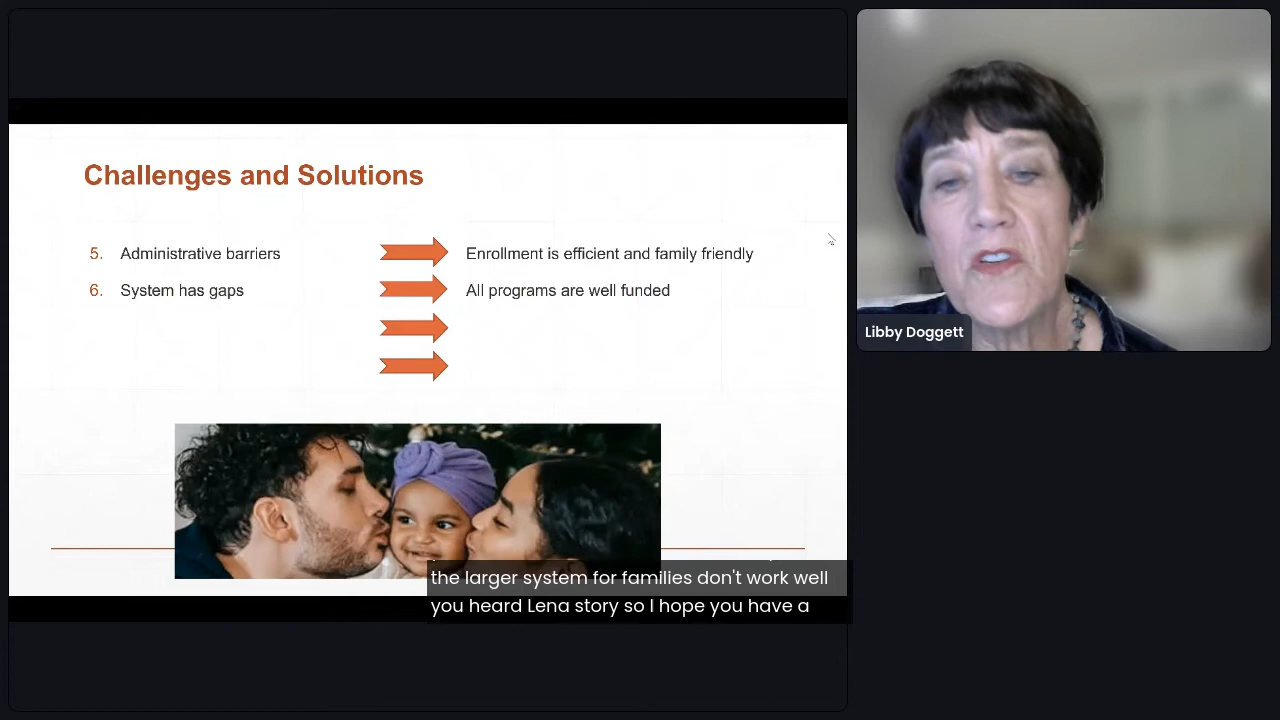 Challenges and Solutions
5. Administrative barriers Enrollment is efficient and family friendly
6. System has gaps All programs are well funded
the larger system for families don't work well
you heard Lena story so I hope you have a
Libby Doggett